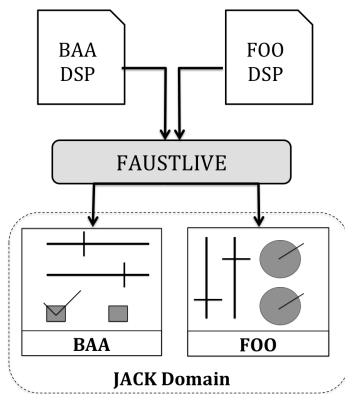 BAA
DSP
FOO
DSP
FAUSTLIVE
BAA
FOO
JACK Domain